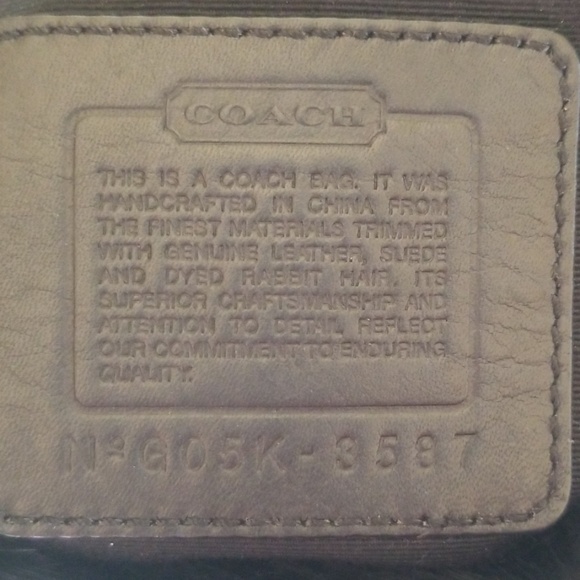 COACH
THIS IS A COACH BAG. IT WAS
HANDCRAFTED IN CHINA FROM
THE FINEST MATERIALS TRIMMED
WITH GENUINE LEATHER, SUEDE
AND DYED RABBIT HAIR. ITS
SUPERIOR CRAFTSMANSHIP AND
ATTENTION TO DETAIL REFLECT
OUR COMMITMENT TO ENDURING
QUALITY.
Nº G05K-3587